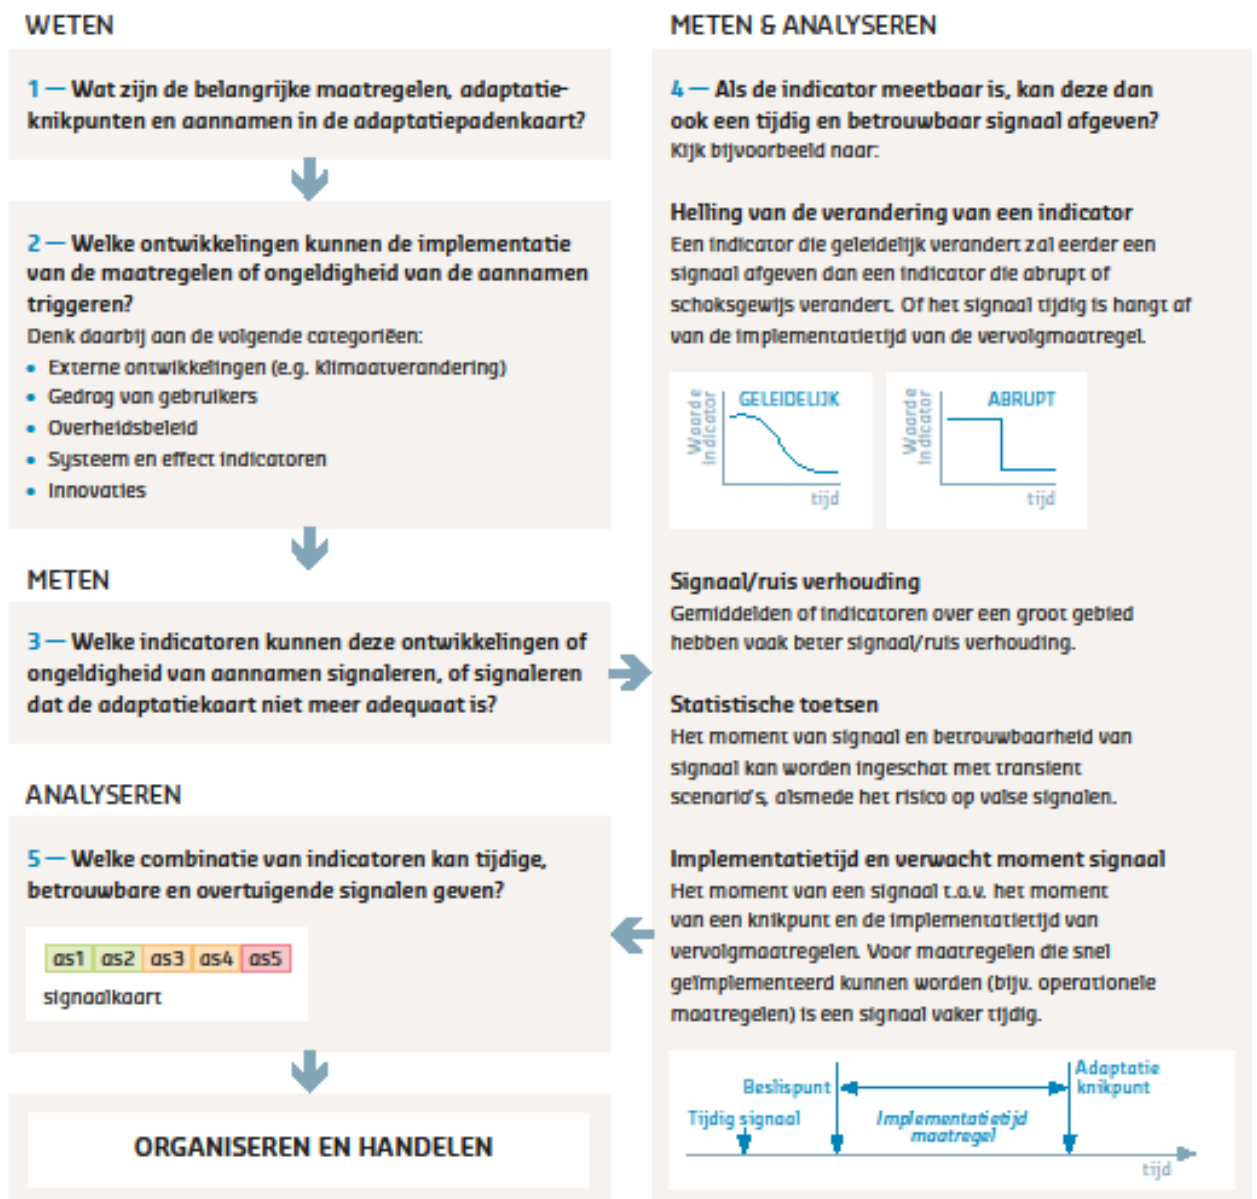 WETEN
1 — Wat zijn de belangrijke maatregelen, adaptatie-
knikpunten en aannamen in de adaptatiepadenkaart?
2 — Welke ontwikkelingen kunnen de implementatie
van de maatregelen of ongeldigheid van de aannamen
triggeren?
Denk daarbij aan de volgende categoriëen:
• Externe ontwikkelingen (e.g. klimaatverandering)
• Gedrag van gebruikers
• Overheidsbeleid
• Systeem en effect indicatoren
• Innovaties
METEN
3 — Welke indicatoren kunnen deze ontwikkelingen of
ongeldigheid van aannamen signaleren, of signaleren
dat de adaptatiekaart niet meer adequaat is?
METEN & ANALYSEREN
4 — Als de indicator meetbaar is, kan deze dan
ook een tijdig en betrouwbaar signaal afgeven?
Kijk bijvoorbeeld naar:
Helling van de verandering van een indicator
Een indicator die geleidelijk verandert zal eerder een
signaal afgeven dan een indicator die abrupt of
schoksgewijs verandert. Of het signaal tijdig is hangt af
van de implementatietijd van de vervolgmaatregel.
Waarde
indicator
GELEIDELIJK
tijd
Waarde
indicator
ABRUPT
tijd
Signaal/ruis verhouding
Gemiddelden of indicatoren over een groot gebied
hebben vaak beter signaal/ruis verhouding.
Statistische toetsen
Het moment van signaal en betrouwbaarheid van
signaal kan worden ingeschat met transient
scenario's, alsmede het risico op valse signalen.
Implementatietijd en verwacht moment signaal
Het moment van een signaal t.o.v. het moment
van een knikpunt en de implementatietijd van
vervolgmaatregelen. Voor maatregelen die snel
geïmplementeerd kunnen worden (bijv. operationele
maatregelen) is een signaal vaker tijdig.
Tijdig signaal
Beslispunt
Implementatietijd
maatregel
Adaptatie
knikpunt
tijd
ANALYSEREN
5 — Welke combinatie van indicatoren kan tijdige,
betrouwbare en overtuigende signalen geven?
as1 as2 as3 as4 as5
signaalkaart
ORGANISEREN EN HANDELEN